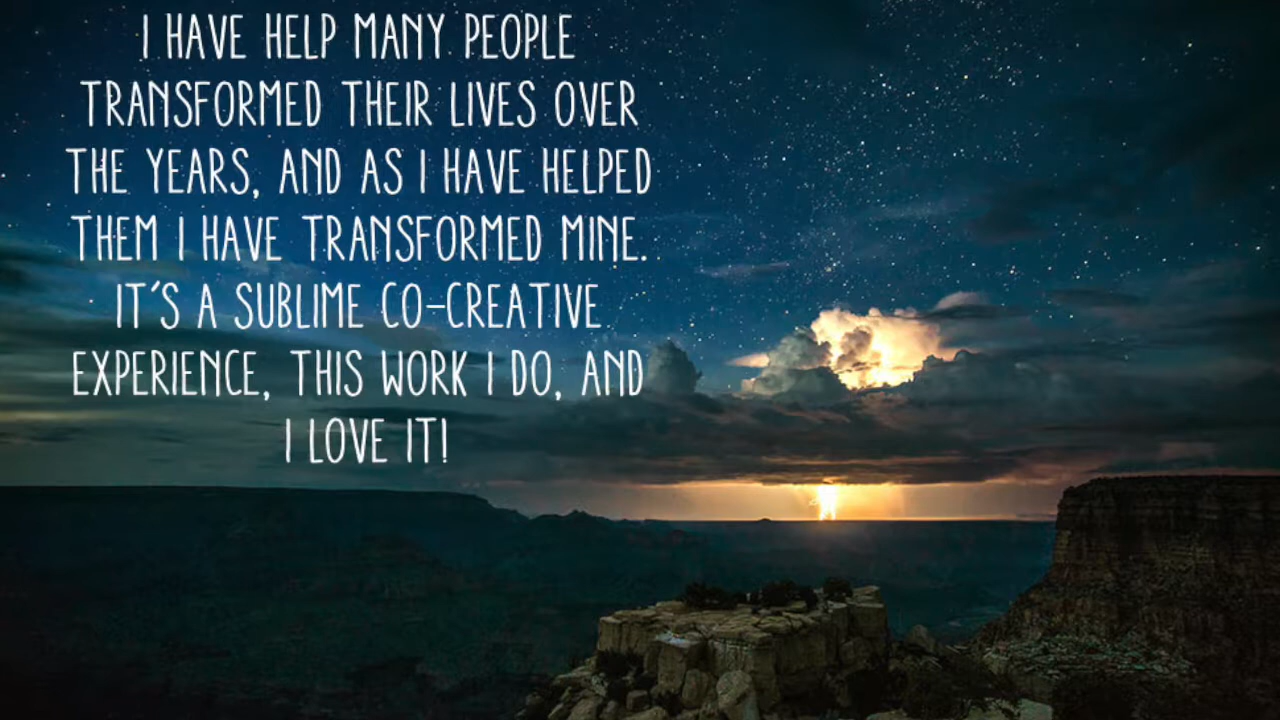 I HAVE HELP MANY PEOPLE
TRANSFORMED THEIR LIVES OVER
THE YEARS, AND AS I HAVE HELPED
THEM I HAVE TRANSFORMED MINE.
IT'S A SUBLIME CO-CREATIVE
EXPERIENCE, THIS WORK I DO, AND
I LOVE IT!